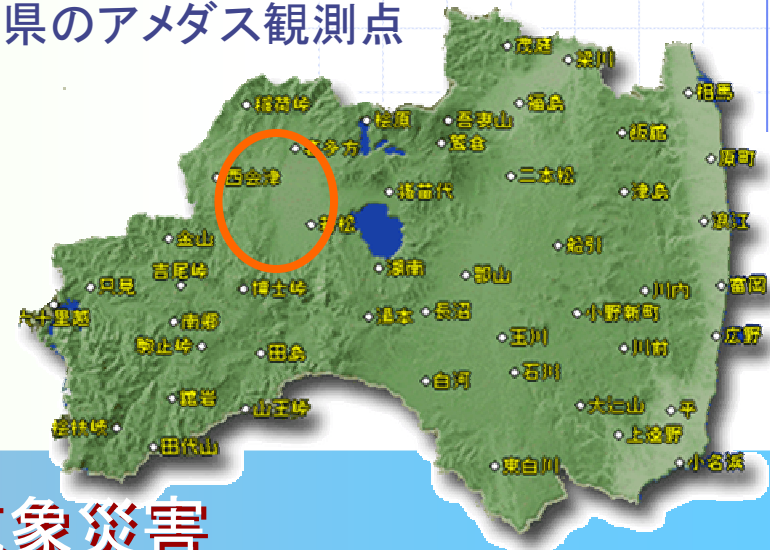 県のアメダス観測点
茂庭
梁川
稲荷峠
桧原
吾妻山
福島
相馬
喜多方
鷲倉
飯舘
原町
西会津
猪苗代
二本松
津島
若松
浪江
金山
船引
只見
吉尾峠
湖南
郡山
博士峠
川内
富岡
六十里越
南郷
湯本
長沼
小野新町
駒止峠
田島
玉川
川前
広野
舘岩
白河
石川
山王峠
大仁山
平
桧枝岐
田代山
上遠野
東白川
小名浜
象災害